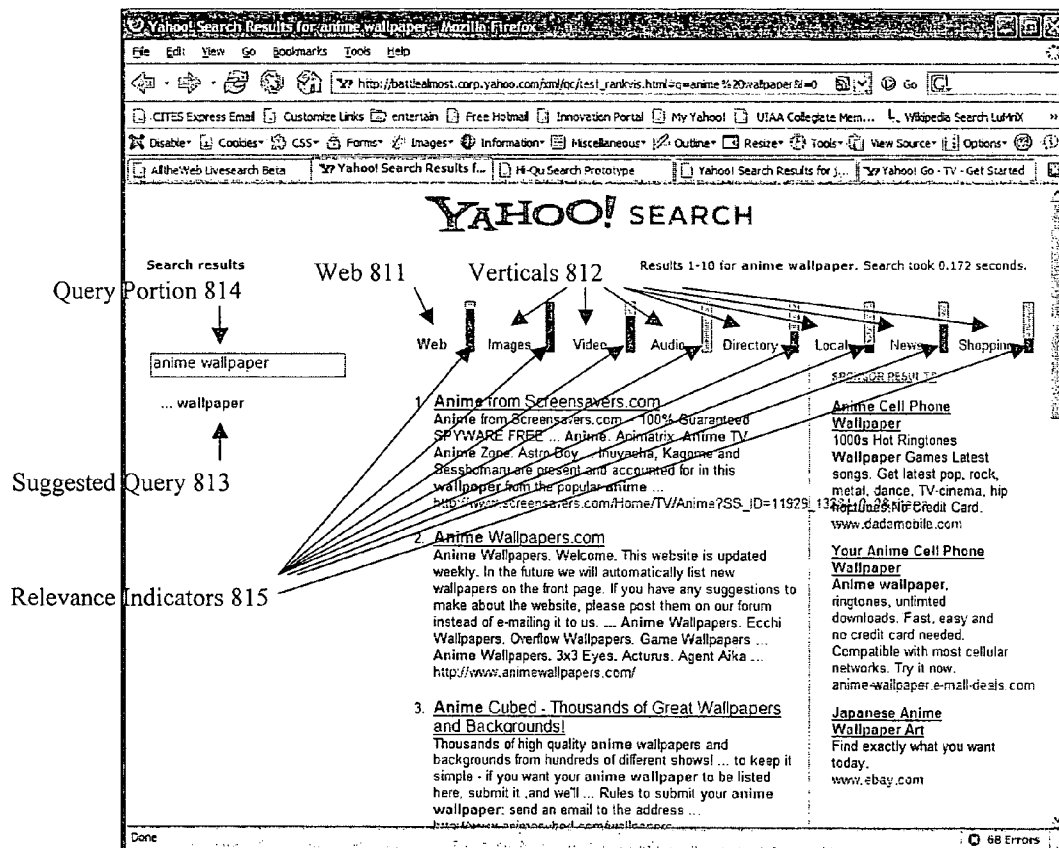 Yahoo! Search Results for anime wallpaper - Mozilla Firefox
File Edit View Go Bookmarks Tools Help
http://battlealmost.corp.yahoo.com/xml/qc/test_rankvis.html?q=anime%20wallpaper&i=0 Go
CITES Express Email Customize Links entertain Free Hotmail Innovation Portal My Yahoo! UIAA Collegiate Mem... Wikipedia Search »
Disable Cookies CSS Forms Images Information Miscellaneous Outline Resize Tools View Source Options
AlltheWeb Livesearch Beta Yahoo! Search Results f... Hi-Qu Search Prototype Yahoo! Search Results for j... Yahoo! Go - TV - Get Started
YAHOO! SEARCH
Search results
Results 1-10 for anime wallpaper. Search took 0.172 seconds.
Web 811
Verticals 812
Query Portion 814
Web Images Video Audio Directory Local News Shopping
anime wallpaper
... wallpaper
Suggested Query 813
Relevance Indicators 815
1. Anime from Screensavers.com
Anime from Screensavers.com - 100% Guaranteed
SPYWARE FREE ... Anime. Animatrix. Anime TV.
Anime Zone. Astro Boy ... Inuyasha, Kagome and
Sesshomaru are present and accounted for in this
wallpaper from the popular anime ...
http://www.screensavers.com/Home/TV/Anime?SS_ID=11929
2. Anime Wallpapers.com
Anime Wallpapers. Welcome. This website is updated
weekly. In the future we will automatically list new
wallpapers on the front page. If you have any suggestions to
make about the website, please post them on our forum
instead of e-mailing it to us. ... Anime Wallpapers. Ecchi
Wallpapers. Overflow Wallpapers. Game Wallpapers ...
Anime Wallpapers. 3x3 Eyes. Acturus. Agent Aika ...
http://www.animewallpapers.com/
3. Anime Cubed - Thousands of Great Wallpapers
and Backgrounds!
Thousands of high quality anime wallpapers and
backgrounds from hundreds of different shows! ... to keep it
simple - if you want your anime wallpaper to be listed
here, submit it ,and we'll ... Rules to submit your anime
wallpaper: send an email to the address ...
SPONSOR RESULTS
Anime Cell Phone
Wallpaper
1000s Hot Ringtones
Wallpaper Games Latest
songs. Get latest pop, rock,
metal, dance, TV-cinema, hip
hop tunes.No Credit Card.
www.dadamobile.com
Your Anime Cell Phone
Wallpaper
Anime wallpaper,
ringtones, unlimted
downloads. Fast, easy and
no credit card needed.
Compatible with most cellular
networks. Try it now.
anime-wallpaper.e-mall-deals.com
Japanese Anime
Wallpaper Art
Find exactly what you want
today.
www.ebay.com
Done
68 Errors